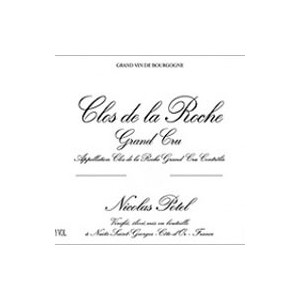 GRAND VIN DE BOURGOGNE
Clos de la Roche
Grand Cru
Appellation Clos de la Roche Grand Cru Contrôlée
Nicolas Potel
Vinifié, élevé, mis en bouteille
à Nuits-Saint-Georges - Côte-d'Or - France
% VOL.